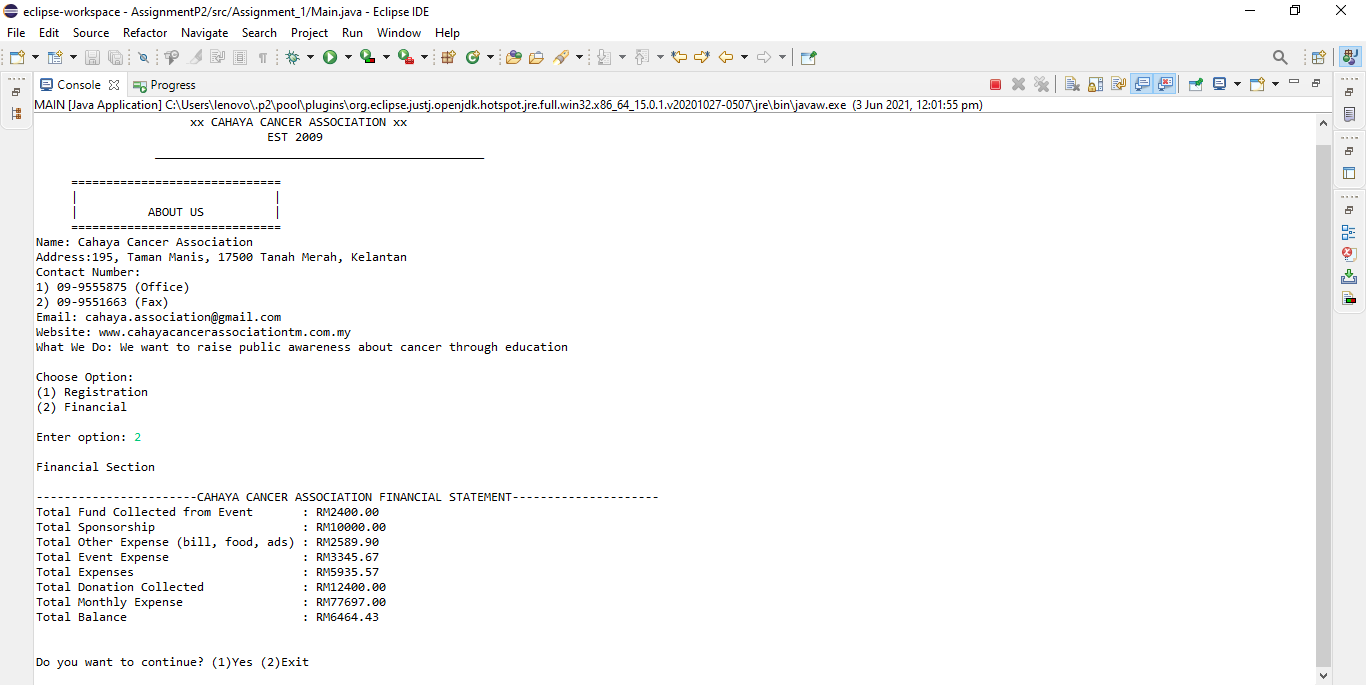 eclipse-workspace - AssignmentP2/src/Assignment_1/Main.java - Eclipse IDE
File Edit Source Refactor Navigate Search Project Run Window Help
Console Progress
MAIN [Java Application] C:\Users\lenovo\.p2\pool\plugins\org.eclipse.justj.openjdk.hotspot.jre.full.win32.x86_64_15.0.1.v20201027-0507\jre\bin\javaw.exe (3 Jun 2021, 12:01:55 pm)
xx CAHAYA CANCER ASSOCIATION xx
EST 2009
_______________________________________________
==============================
| |
| ABOUT US |
==============================
Name: Cahaya Cancer Association
Address:195, Taman Manis, 17500 Tanah Merah, Kelantan
Contact Number:
1) 09-9555875 (Office)
2) 09-9551663 (Fax)
Email: cahaya.association@gmail.com
Website: www.cahayacancerassociationtm.com.my
What We Do: We want to raise public awareness about cancer through education
Choose Option:
(1) Registration
(2) Financial
Enter option: 2
Financial Section
-----------------------CAHAYA CANCER ASSOCIATION FINANCIAL STATEMENT---------------------
Total Fund Collected from Event : RM2400.00
Total Sponsorship : RM10000.00
Total Other Expense (bill, food, ads) : RM2589.90
Total Event Expense : RM3345.67
Total Expenses : RM5935.57
Total Donation Collected : RM12400.00
Total Monthly Expense : RM77697.00
Total Balance : RM6464.43
Do you want to continue? (1)Yes (2)Exit